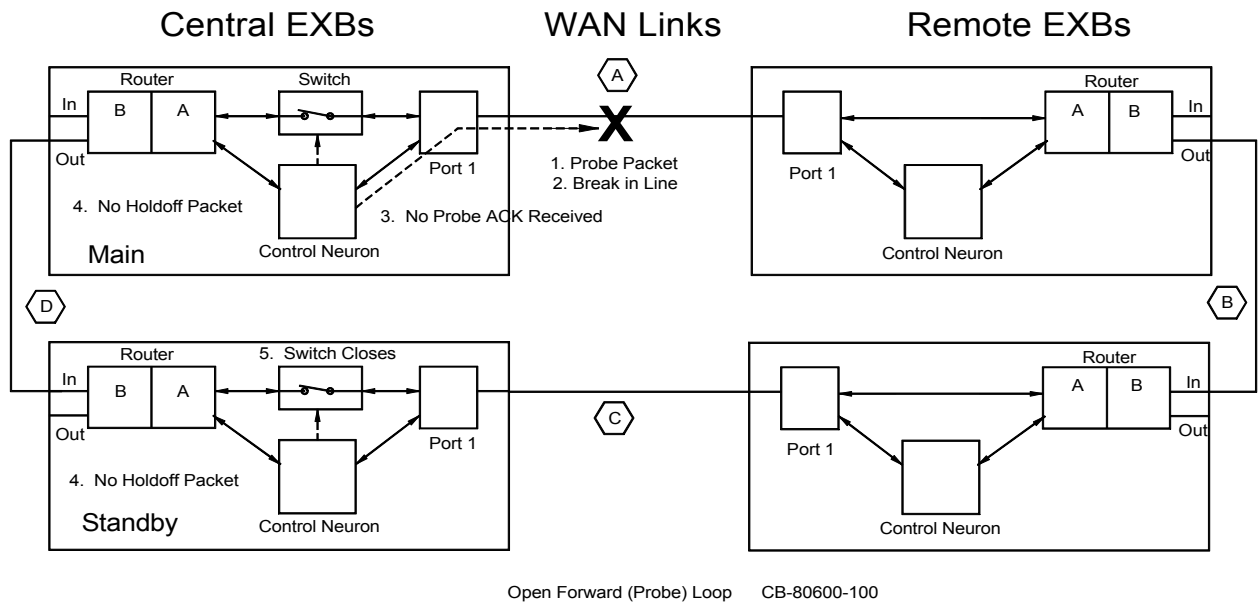 Central EXBs
WAN Links
Remote EXBs
Router
Switch
A
Router
In
B
A
A
B
In
Out
Port 1
1. Probe Packet
2. Break in Line
Port 1
Out
4. No Holdoff Packet
3. No Probe ACK Received
Control Neuron
Control Neuron
Main
D
B
Router
5. Switch Closes
Router
In
B
A
A
B
In
Out
Port 1
C
Port 1
Out
4. No Holdoff Packet
Control Neuron
Control Neuron
Standby
Open Forward (Probe) Loop CB-80600-100